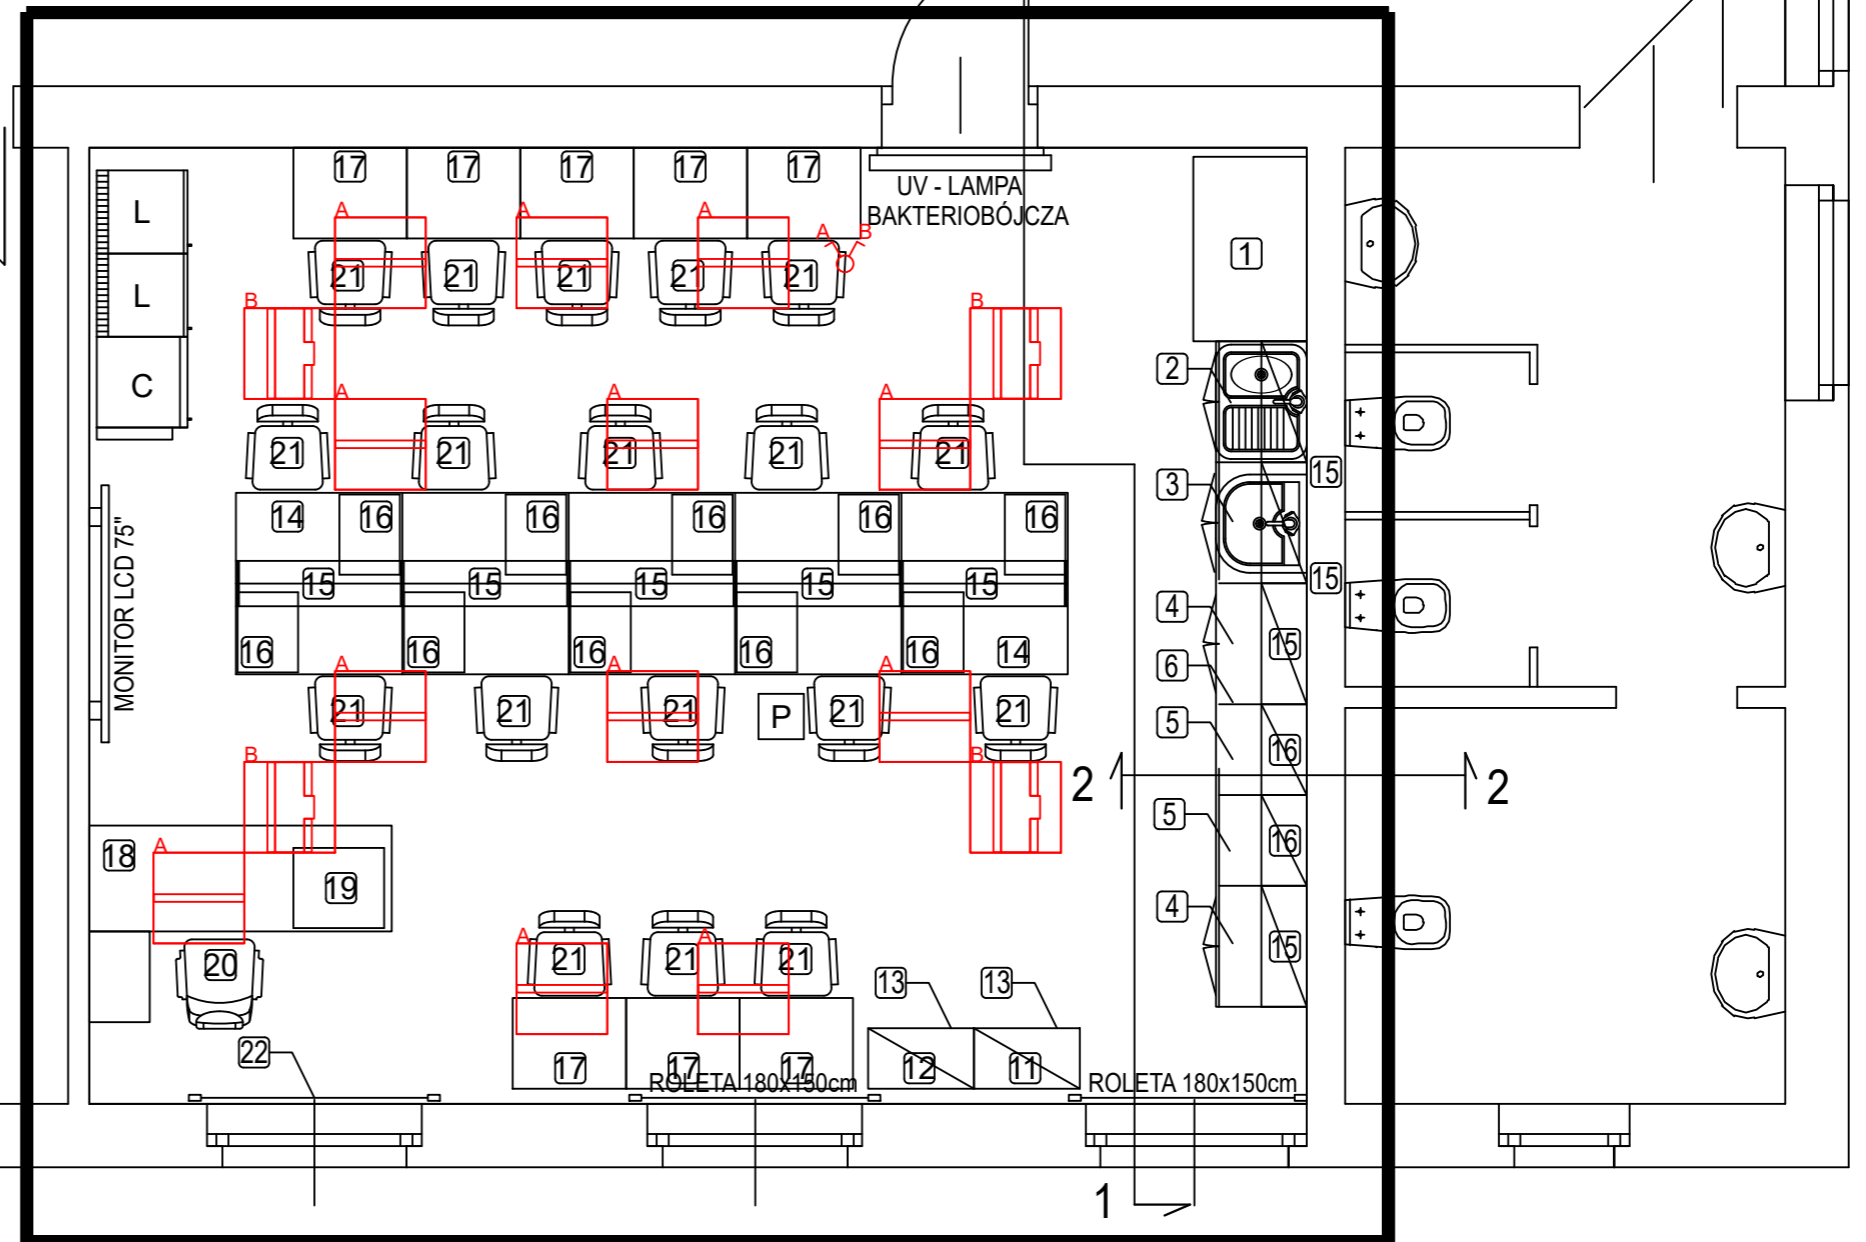 17 17 17 17 17
UV - LAMPA
BAKTERIOBÓJCZA
L
A A A
A B
1
21 21 21 21 21
L
B B
2
C
A A A
21 21 21 21 21
15
3
14 16 16 16 16 16
MONITOR LCD 75"
15 15 15 15 15
15
4
15
16 16 16 16 16 14
6
A A A
21 21 P 21 21 21
5
16
B B
2 2
5
16
18
A
19
4
15
A A
20
21 21 21
13 13
22
17 17 17 12 11
ROLETA 180x150cm
ROLETA 180x150cm
1